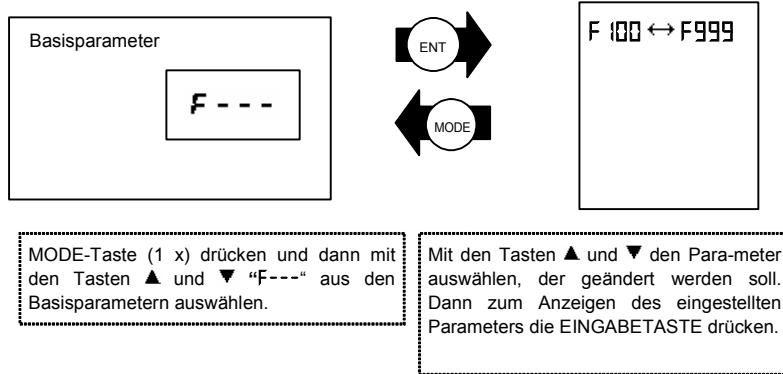 Basisparameter
F - - -
ENT
MODE
F 100 ↔ F999
MODE-Taste (1 x) drücken und dann mit
den Tasten ▲ und ▼ “F---“ aus den
Basisparametern auswählen.
Mit den Tasten ▲ und ▼ den Para-meter
auswählen, der geändert werden soll.
Dann zum Anzeigen des eingestellten
Parameters die EINGABETASTE drücken.